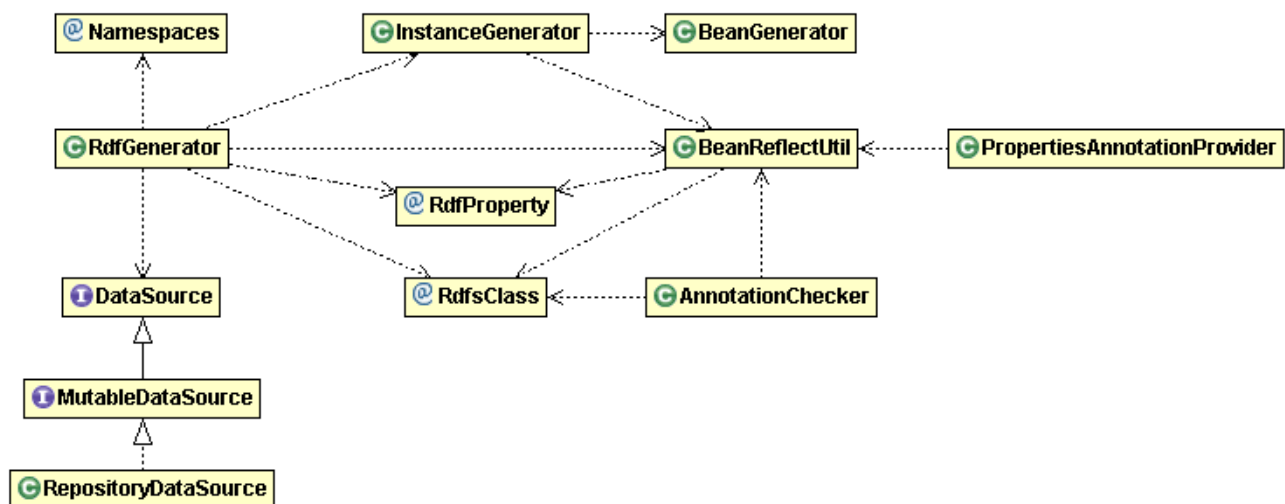 @ Namespaces
C InstanceGenerator
C BeanGenerator
C RdfGenerator
C BeanReflectUtil
C PropertiesAnnotationProvider
@ RdfProperty
I DataSource
@ RdfsClass
C AnnotationChecker
I MutableDataSource
C RepositoryDataSource